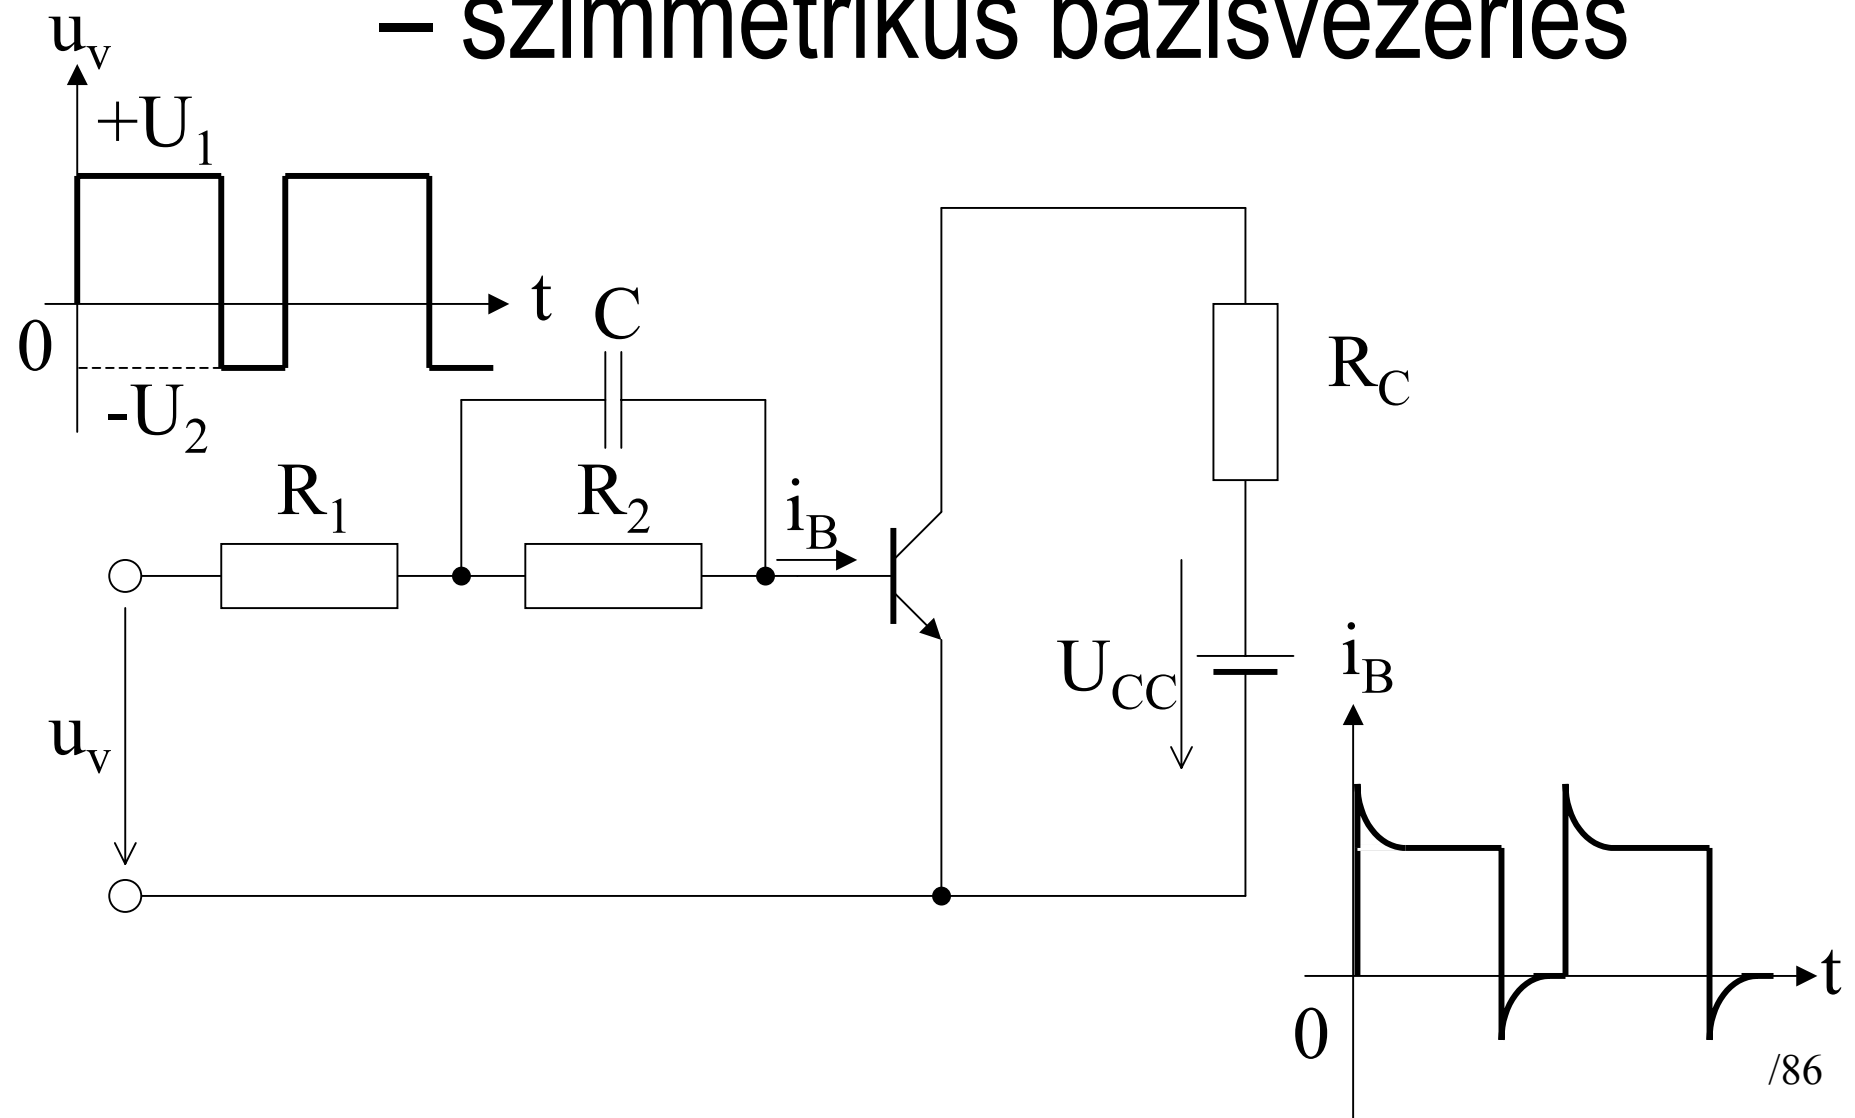 – szimmetrikus bázisvezérlés
u_v
+U_1
t
0
-U_2
C
R_1
R_2
i_B
R_C
U_CC
u_v
i_B
t
0
/86